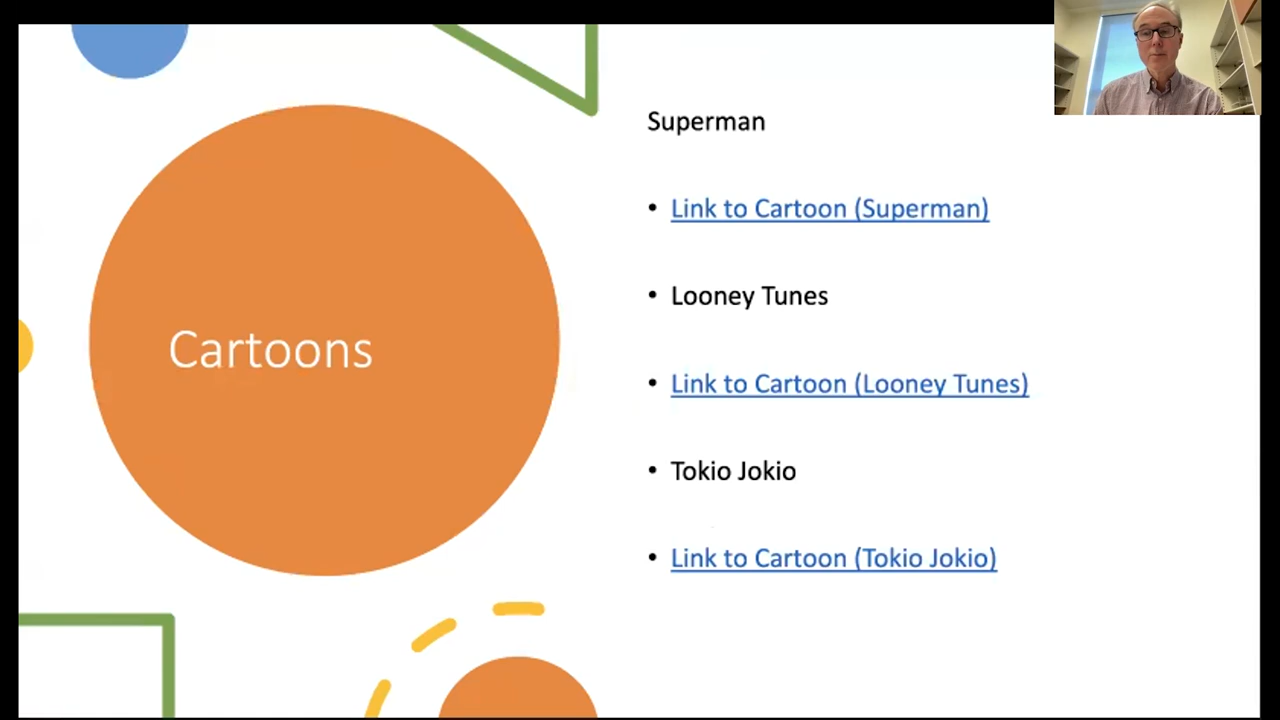 Cartoons
Superman
• Link to Cartoon (Superman)
• Looney Tunes
• Link to Cartoon (Looney Tunes)
• Tokio Jokio
• Link to Cartoon (Tokio Jokio)